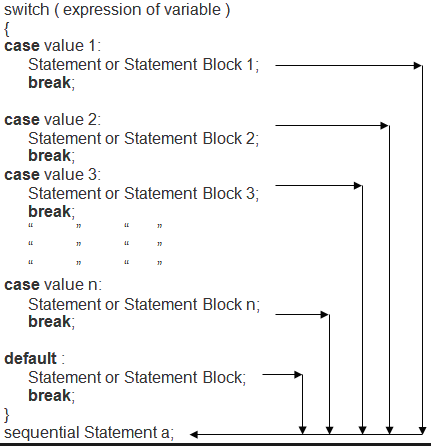 switch ( expression of variable )
{
case value 1:
Statement or Statement Block 1;
break;
case value 2:
Statement or Statement Block 2;
break;
case value 3:
Statement or Statement Block 3;
break;
“ ” “ ”
“ ” “ ”
“ ” “ ”
case value n:
Statement or Statement Block n;
break;
default :
Statement or Statement Block;
break;
}
sequential Statement a;